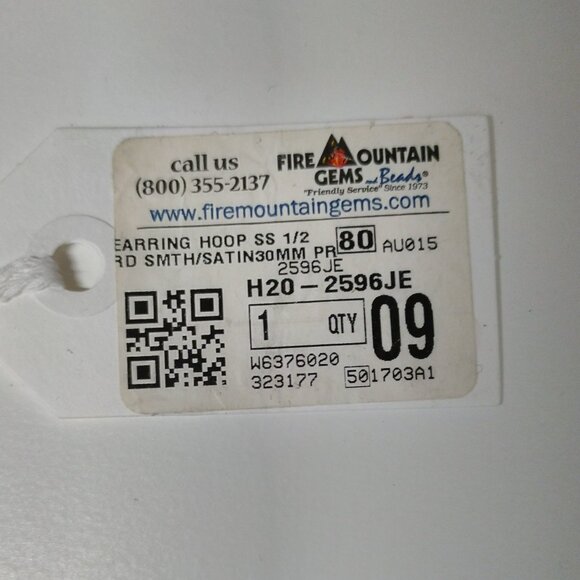 call us
(800) 355-2137
FIRE MOUNTAIN
GEMS and Beads®
"Friendly Service" Since 1973
www.firemountaingems.com
EARRING HOOP SS 1/2
RD SMTH/SATIN30MM PR 80 AU015
2596JE
H20-2596JE
1 QTY 09
W6376020
323177 501703A1